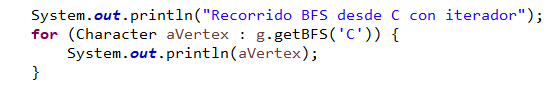 System.out.println("Recorrido BFS desde C con iterador");
for (Character aVertex : g.getBFS('C')) {
    System.out.println(aVertex);
}